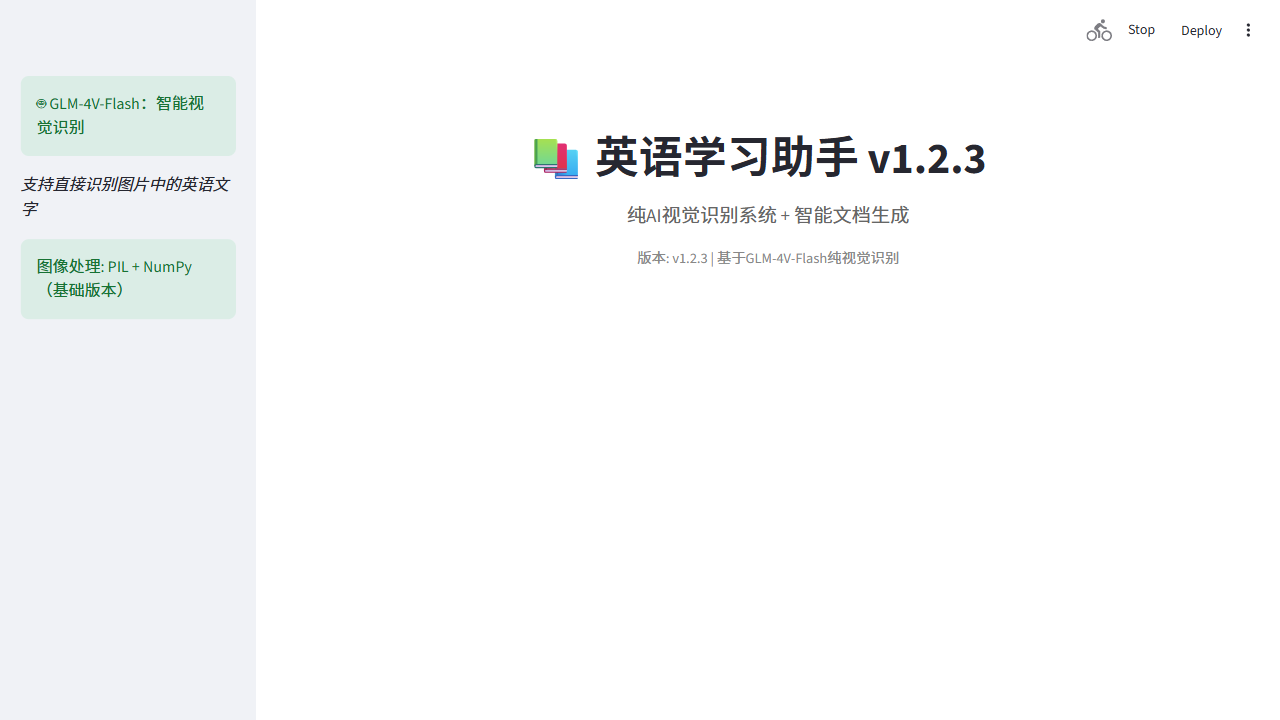 Stop
Deploy
GLM-4V-Flash：智能视
觉识别
支持直接识别图片中的英语文
字
图像处理: PIL + NumPy
（基础版本）
英语学习助手 v1.2.3
纯AI视觉识别系统 + 智能文档生成
版本: v1.2.3 | 基于GLM-4V-Flash纯视觉识别